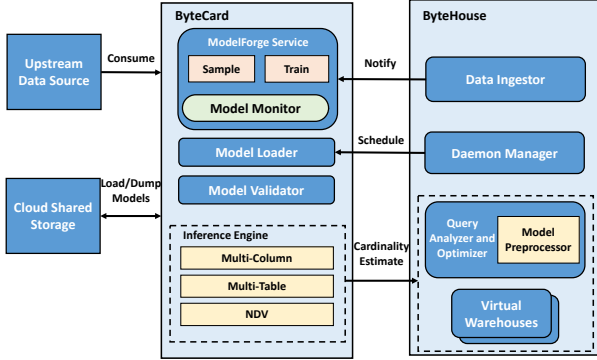 ByteCard
ByteHouse
Upstream
Data Source
Consume
ModelForge Service
Sample
Train
Model Monitor
Notify
Data Ingestor
Model Loader
Schedule
Daemon Manager
Model Validator
Cloud Shared
Storage
Load/Dump
Models
Inference Engine
Multi-Column
Multi-Table
NDV
Cardinality
Estimate
Query
Analyzer and
Optimizer
Model
Preprocessor
Virtual
Warehouses